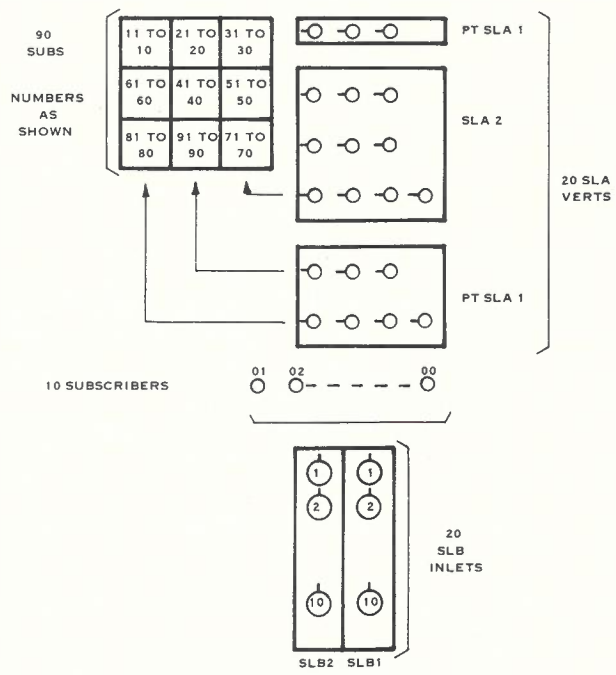 90
SUBS
NUMBERS
AS
SHOWN
11 TO 21 TO 31 TO
10 20 30
61 TO 41 TO 51 TO
60 40 50
81 TO 91 TO 71 TO
80 90 70
PT SLA 1
SLA 2
PT SLA 1
20 SLA
VERTS
10 SUBSCRIBERS
01 02 00
1 1
2 2
10 10
20
SLB
INLETS
SLB2 SLB1